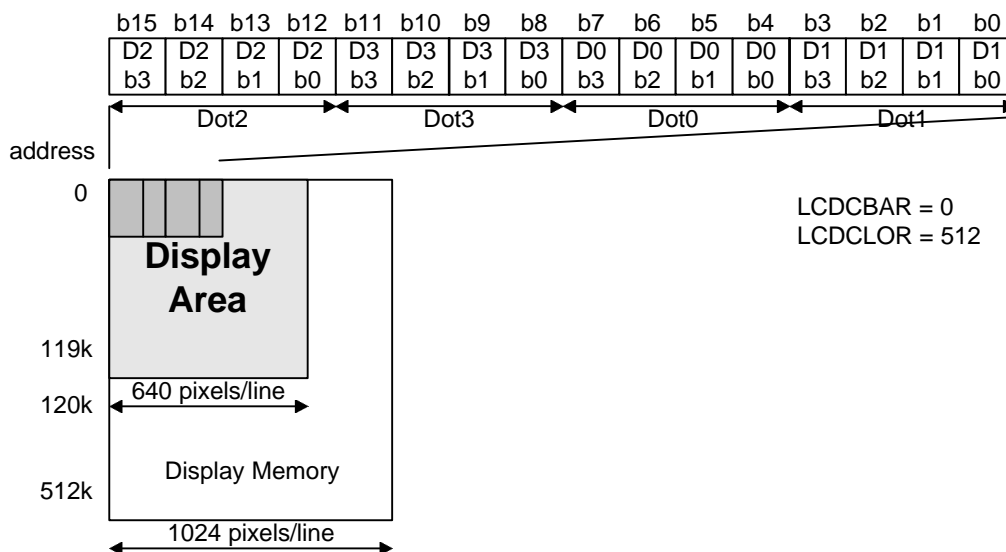 b15 b14 b13 b12 b11 b10 b9 b8 b7 b6 b5 b4 b3 b2 b1 b0
D2 D2 D2 D2 D3 D3 D3 D3 D0 D0 D0 D0 D1 D1 D1 D1
b3 b2 b1 b0 b3 b2 b1 b0 b3 b2 b1 b0 b3 b2 b1 b0
Dot2 Dot3 Dot0 Dot1
address
0
LCDCBAR = 0
LCDCLOR = 512
Display
Area
119k
640 pixels/line
120k
Display Memory
512k
1024 pixels/line